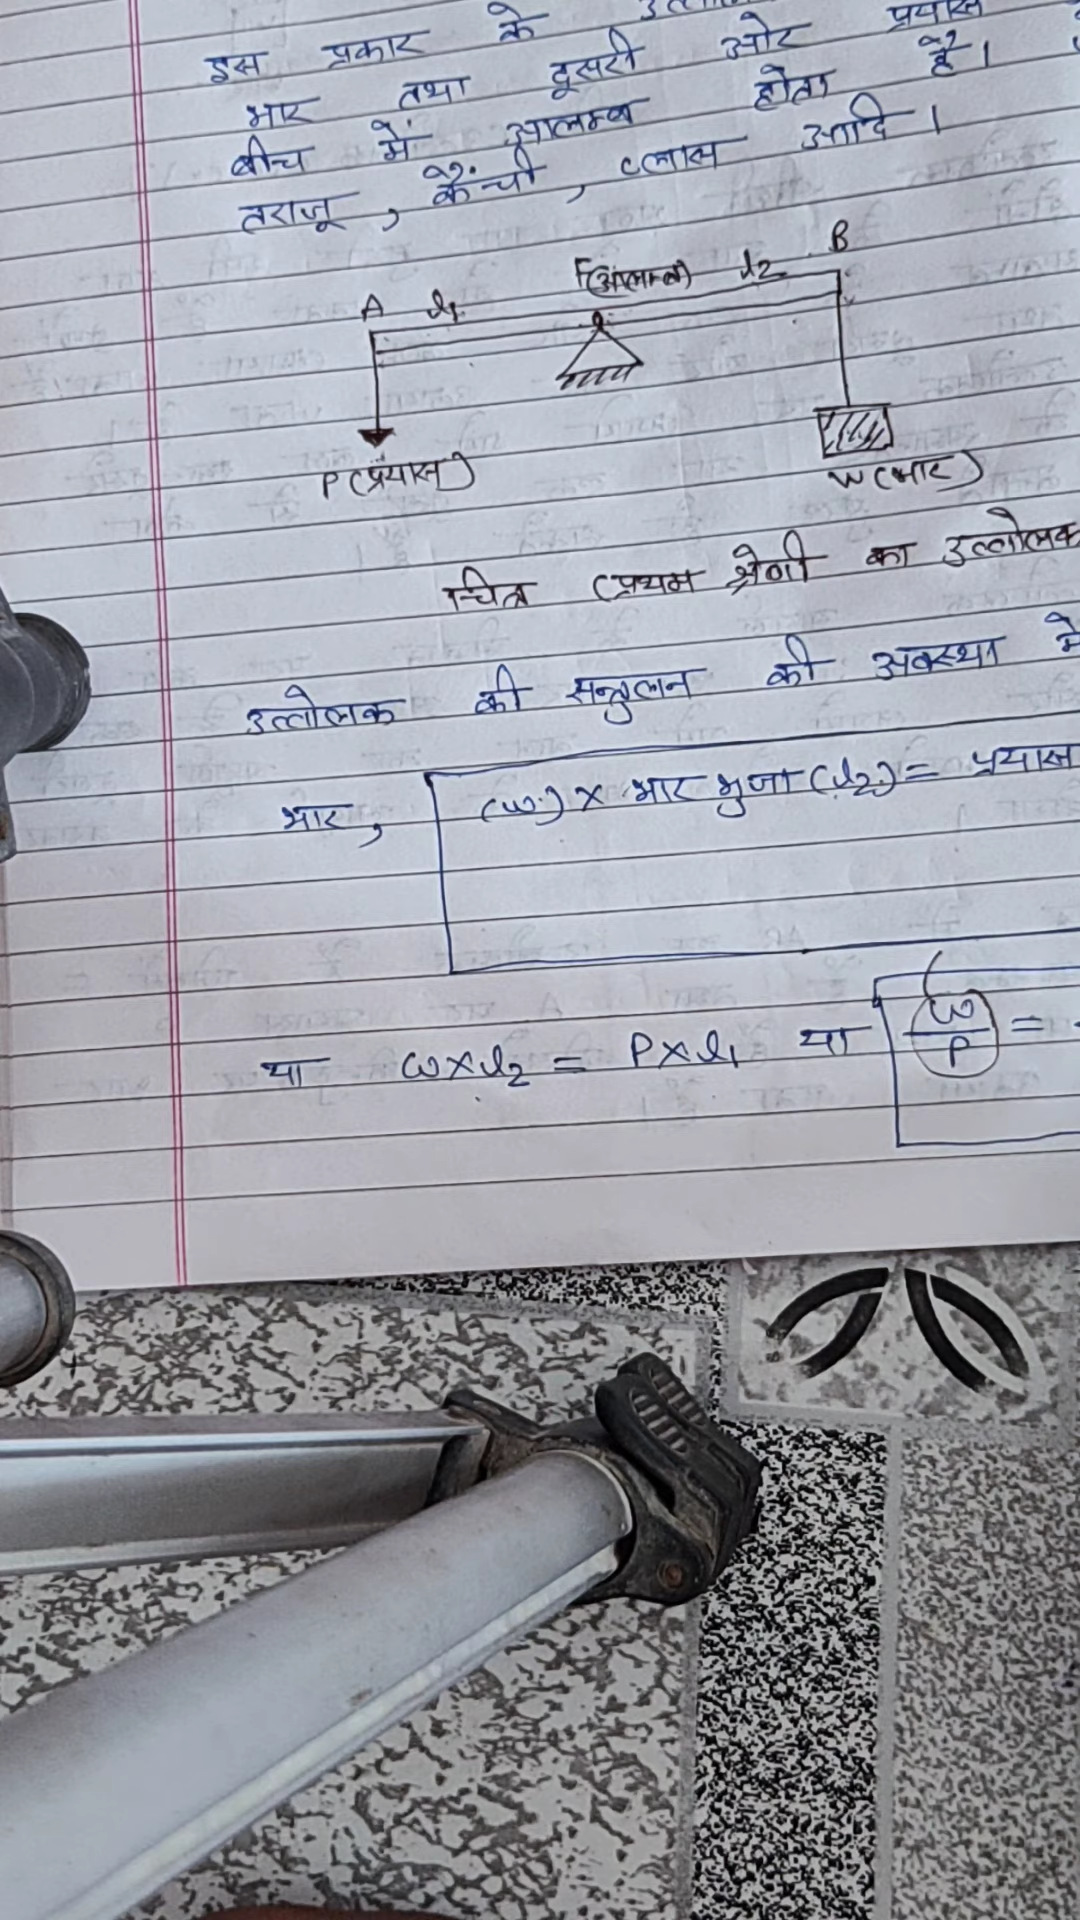 इस प्रकार के
भार तथा दूसरी ओर प्रयास
बीच में आलम्ब होता है।
तराजू, कैंची, प्लास आदि।
B
F(आलम्ब) l2
A l1
P(प्रयास)
W(भार)
चित्र (प्रथम श्रेणी का उत्तोलक
उत्तोलक की सन्तुलन की अवस्था में
भार, (w) × भार भुजा (l2) = प्रयास
या w×l2 = P×l1 या w/P =